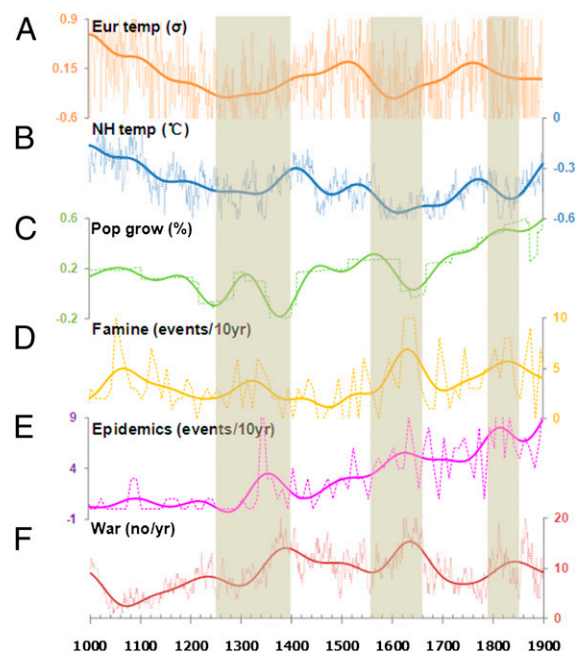 A
Eur temp (σ)
0.9
0.15
-0.6
B
NH temp (℃)
0
-0.3
-0.6
C
Pop grow (%)
0.6
0.2
-0.2
D
Famine (events/10yr)
10
5
0
E
Epidemics (events/10yr)
9
4
-1
F
War (no/yr)
20
10
0
1000 1100 1200 1300 1400 1500 1600 1700 1800 1900